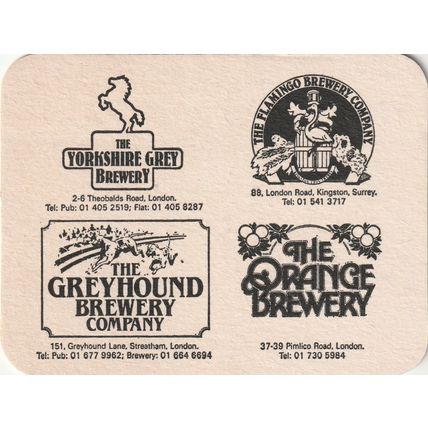 THE
YORKSHIRE GREY
BREWERY
2-6 Theobalds Road, London.
Tel: Pub: 01 405 2519; Flat: 01 405 8287
THE FLAMINGO BREWERY COMPANY
88, London Road, Kingston, Surrey.
Tel: 01 541 3717
THE
GREYHOUND
BREWERY
COMPANY
151, Greyhound Lane, Streatham, London.
Tel: Pub: 01 677 9962; Brewery: 01 664 6694
THE
ORANGE
BREWERY
37-39 Pimlico Road, London.
Tel: 01 730 5984